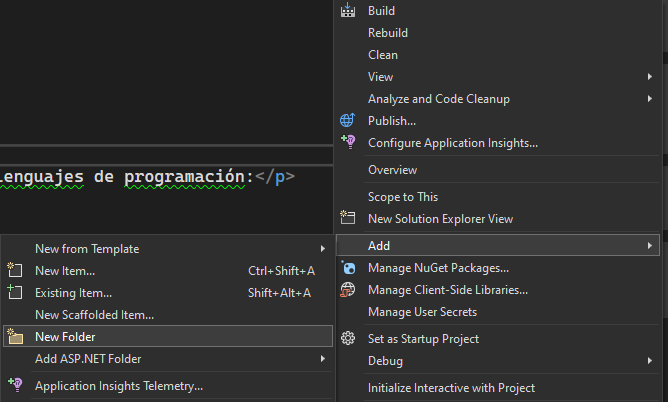 Build
Rebuild
Clean
View
Analyze and Code Cleanup
Publish...
Configure Application Insights...
Overview
lenguajes de programación:</p>
Scope to This
New Solution Explorer View
Add
Manage NuGet Packages...
Manage Client-Side Libraries...
Manage User Secrets
Set as Startup Project
Debug
Initialize Interactive with Project
New from Template
New Item... Ctrl+Shift+A
Existing Item... Shift+Alt+A
New Scaffolded Item...
New Folder
Add ASP.NET Folder
Application Insights Telemetry...